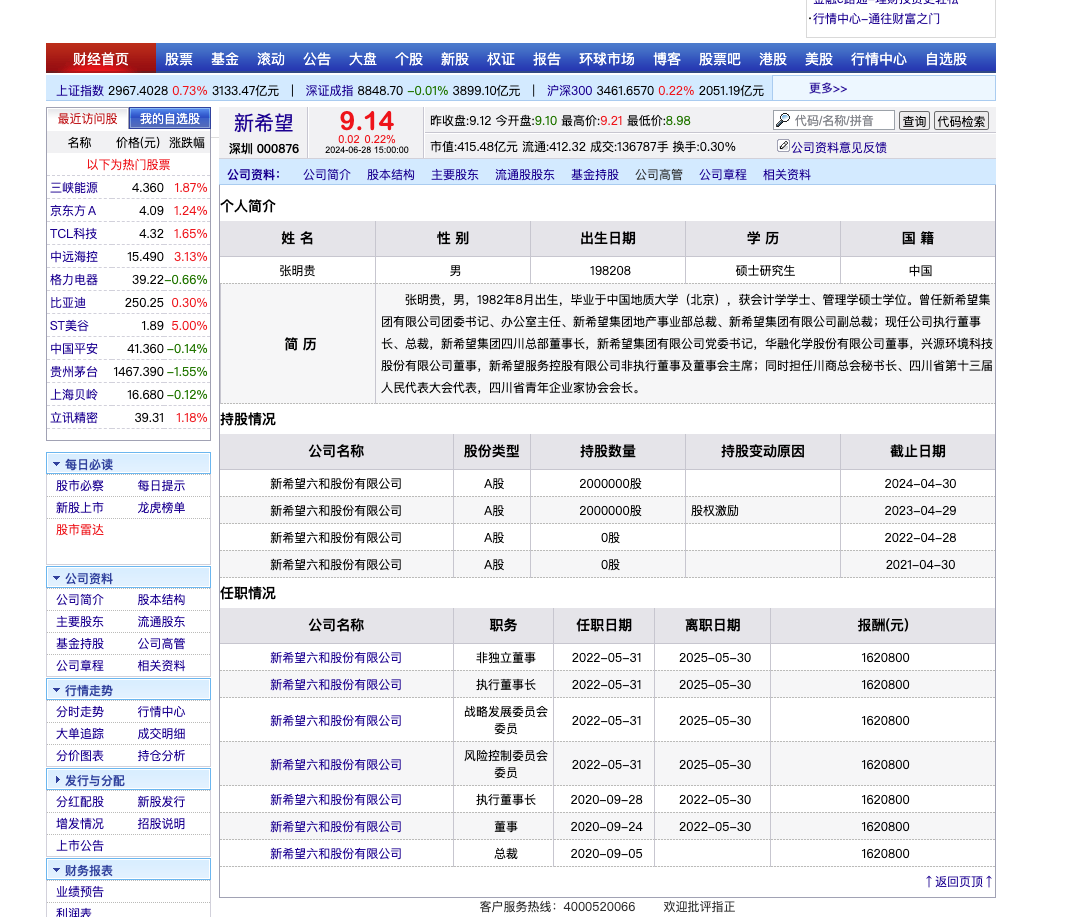 ·行情中心-通往财富之门
财经首页 股票 基金 滚动 公告 大盘 个股 新股 权证 报告 环球市场 博客 股票吧 港股 美股 行情中心 自选股
上证指数 2967.4028 0.73% 3133.47亿元 | 深证成指 8848.70 -0.01% 3899.10亿元 | 沪深300 3461.6570 0.22% 2051.19亿元 更多>>
最近访问股 我的自选股
名称 价格(元) 涨跌幅
以下为热门股票
三峡能源 4.360 1.87%
京东方Ａ 4.09 1.24%
TCL科技 4.32 1.65%
中远海控 15.490 3.13%
格力电器 39.22 -0.66%
比亚迪 250.25 0.30%
ST美谷 1.89 5.00%
中国平安 41.360 -0.14%
贵州茅台 1467.390 -1.55%
上海贝岭 16.680 -0.12%
立讯精密 39.31 1.18%
每日必读
股市必察 每日提示
新股上市 龙虎榜单
股市雷达
公司资料
公司简介 股本结构
主要股东 流通股东
基金持股 公司高管
公司章程 相关资料
行情走势
分时走势 行情中心
大单追踪 成交明细
分价图表 持仓分析
发行与分配
分红配股 新股发行
增发情况 招股说明
上市公告
财务报表
业绩预告
利润表
新希望
深圳 000876
9.14
0.02 0.22%
2024-06-28 15:00:00
昨收盘:9.12 今开盘:9.10 最高价:9.21 最低价:8.98
代码/名称/拼音 查询 代码检索
市值:415.48亿元 流通:412.32 成交:136787手 换手:0.30%
公司资料意见反馈
公司资料： 公司简介 股本结构 主要股东 流通股股东 基金持股 公司高管 公司章程 相关资料
个人简介
姓 名 性 别 出生日期 学 历 国 籍
张明贵 男 198208 硕士研究生 中国
简 历
张明贵，男，1982年8月出生，毕业于中国地质大学（北京），获会计学学士、管理学硕士学位。曾任新希望集
团有限公司团委书记、办公室主任、新希望集团地产事业部总裁、新希望集团有限公司副总裁；现任公司执行董事
长、总裁，新希望集团四川总部董事长，新希望集团有限公司党委书记，华融化学股份有限公司董事，兴源环境科技
股份有限公司董事，新希望服务控股有限公司非执行董事及董事会主席；同时担任川商总会秘书长、四川省第十三届
人民代表大会代表，四川省青年企业家协会会长。
持股情况
公司名称 股份类型 持股数量 持股变动原因 截止日期
新希望六和股份有限公司 A股 2000000股 2024-04-30
新希望六和股份有限公司 A股 2000000股 股权激励 2023-04-29
新希望六和股份有限公司 A股 0股 2022-04-28
新希望六和股份有限公司 A股 0股 2021-04-30
任职情况
公司名称 职务 任职日期 离职日期 报酬(元)
新希望六和股份有限公司 非独立董事 2022-05-31 2025-05-30 1620800
新希望六和股份有限公司 执行董事长 2022-05-31 2025-05-30 1620800
新希望六和股份有限公司 战略发展委员会
委员 2022-05-31 2025-05-30 1620800
新希望六和股份有限公司 风险控制委员会
委员 2022-05-31 2025-05-30 1620800
新希望六和股份有限公司 执行董事长 2020-09-28 2022-05-30 1620800
新希望六和股份有限公司 董事 2020-09-24 2022-05-30 1620800
新希望六和股份有限公司 总裁 2020-09-05 1620800
↑返回页顶↑
客户服务热线：4000520066 欢迎批评指正